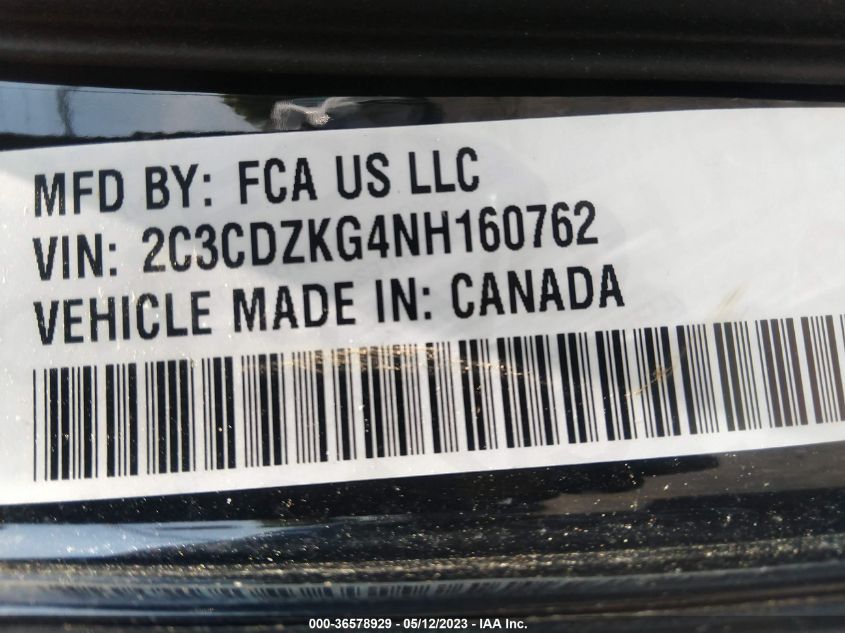 MFD BY: FCA US LLC
VIN: 2C3CDZKG4NH160762
VEHICLE MADE IN: CANADA
000-36578929 - 05/12/2023 - IAA Inc.